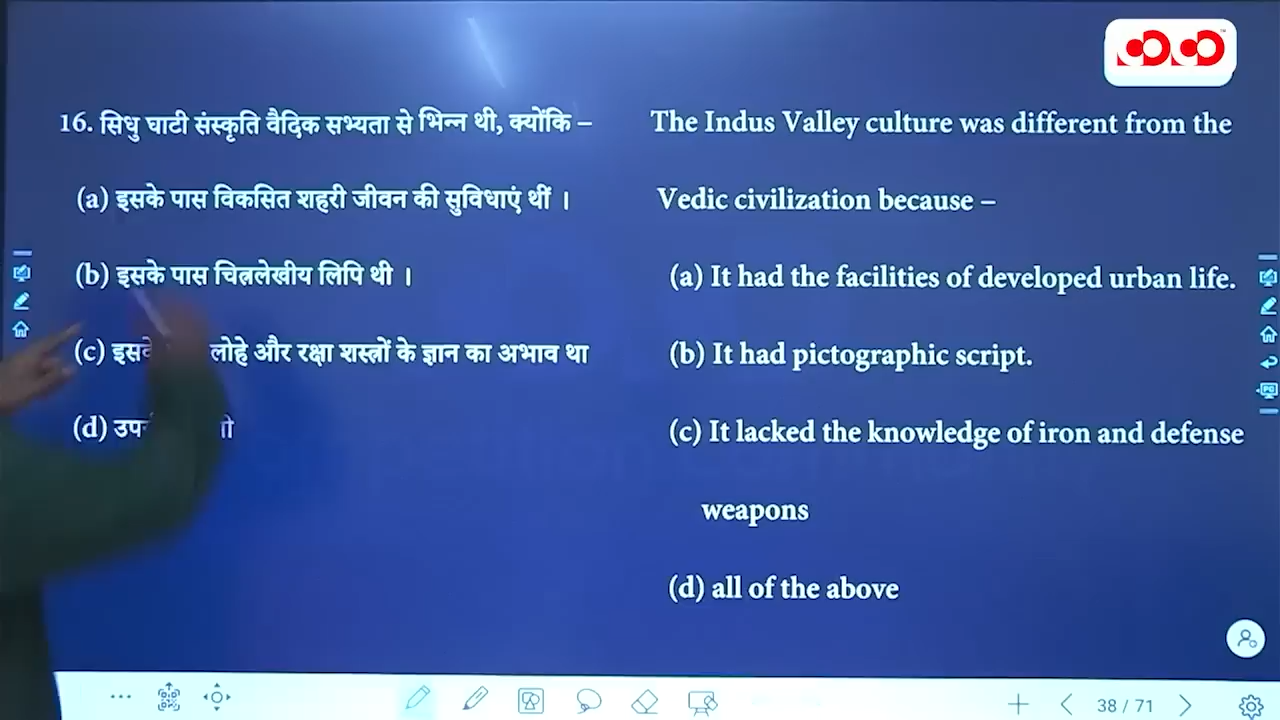 16. सिधु घाटी संस्कृति वैदिक सभ्यता से भिन्न थी, क्योंकि –
(a) इसके पास विकसित शहरी जीवन की सुविधाएं थीं ।
(b) इसके पास चित्रलेखीय लिपि थी ।
(c) लोहे और रक्षा शस्त्रों के ज्ञान का अभाव था
(d)
The Indus Valley culture was different from the
Vedic civilization because –
(a) It had the facilities of developed urban life.
(b) It had pictographic script.
(c) It lacked the knowledge of iron and defense
weapons
(d) all of the above
38 / 71